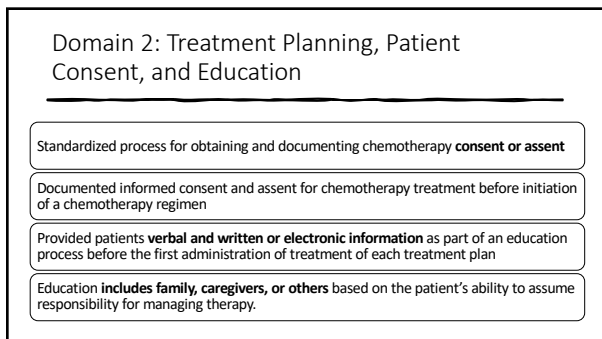 Domain 2: Treatment Planning, Patient
Consent, and Education
Standardized process for obtaining and documenting chemotherapy consent or assent
Documented informed consent and assent for chemotherapy treatment before initiation
of a chemotherapy regimen
Provided patients verbal and written or electronic information as part of an education
process before the first administration of treatment of each treatment plan
Education includes family, caregivers, or others based on the patient's ability to assume
responsibility for managing therapy.